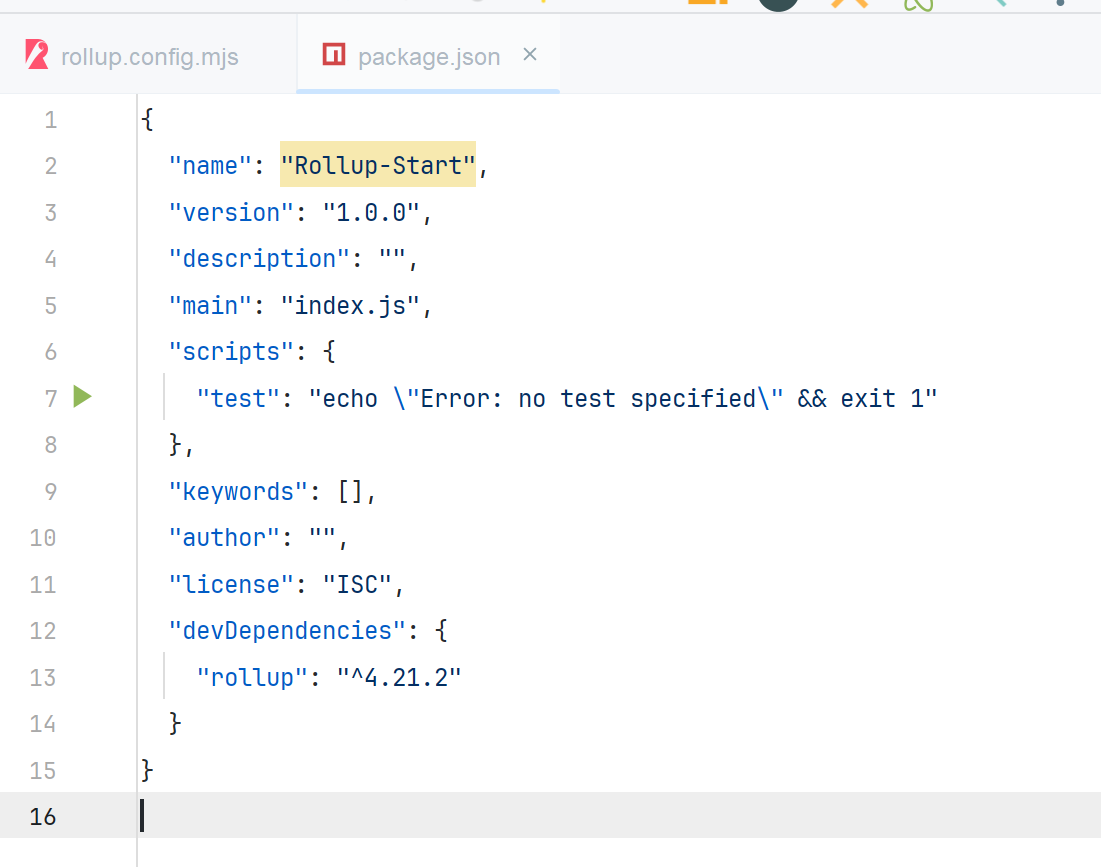 rollup.config.mjs package.json
1 {
2 "name": "Rollup-Start",
3 "version": "1.0.0",
4 "description": "",
5 "main": "index.js",
6 "scripts": {
7 "test": "echo \"Error: no test specified\" && exit 1"
8 },
9 "keywords": [],
10 "author": "",
11 "license": "ISC",
12 "devDependencies": {
13 "rollup": "^4.21.2"
14 }
15 }
16